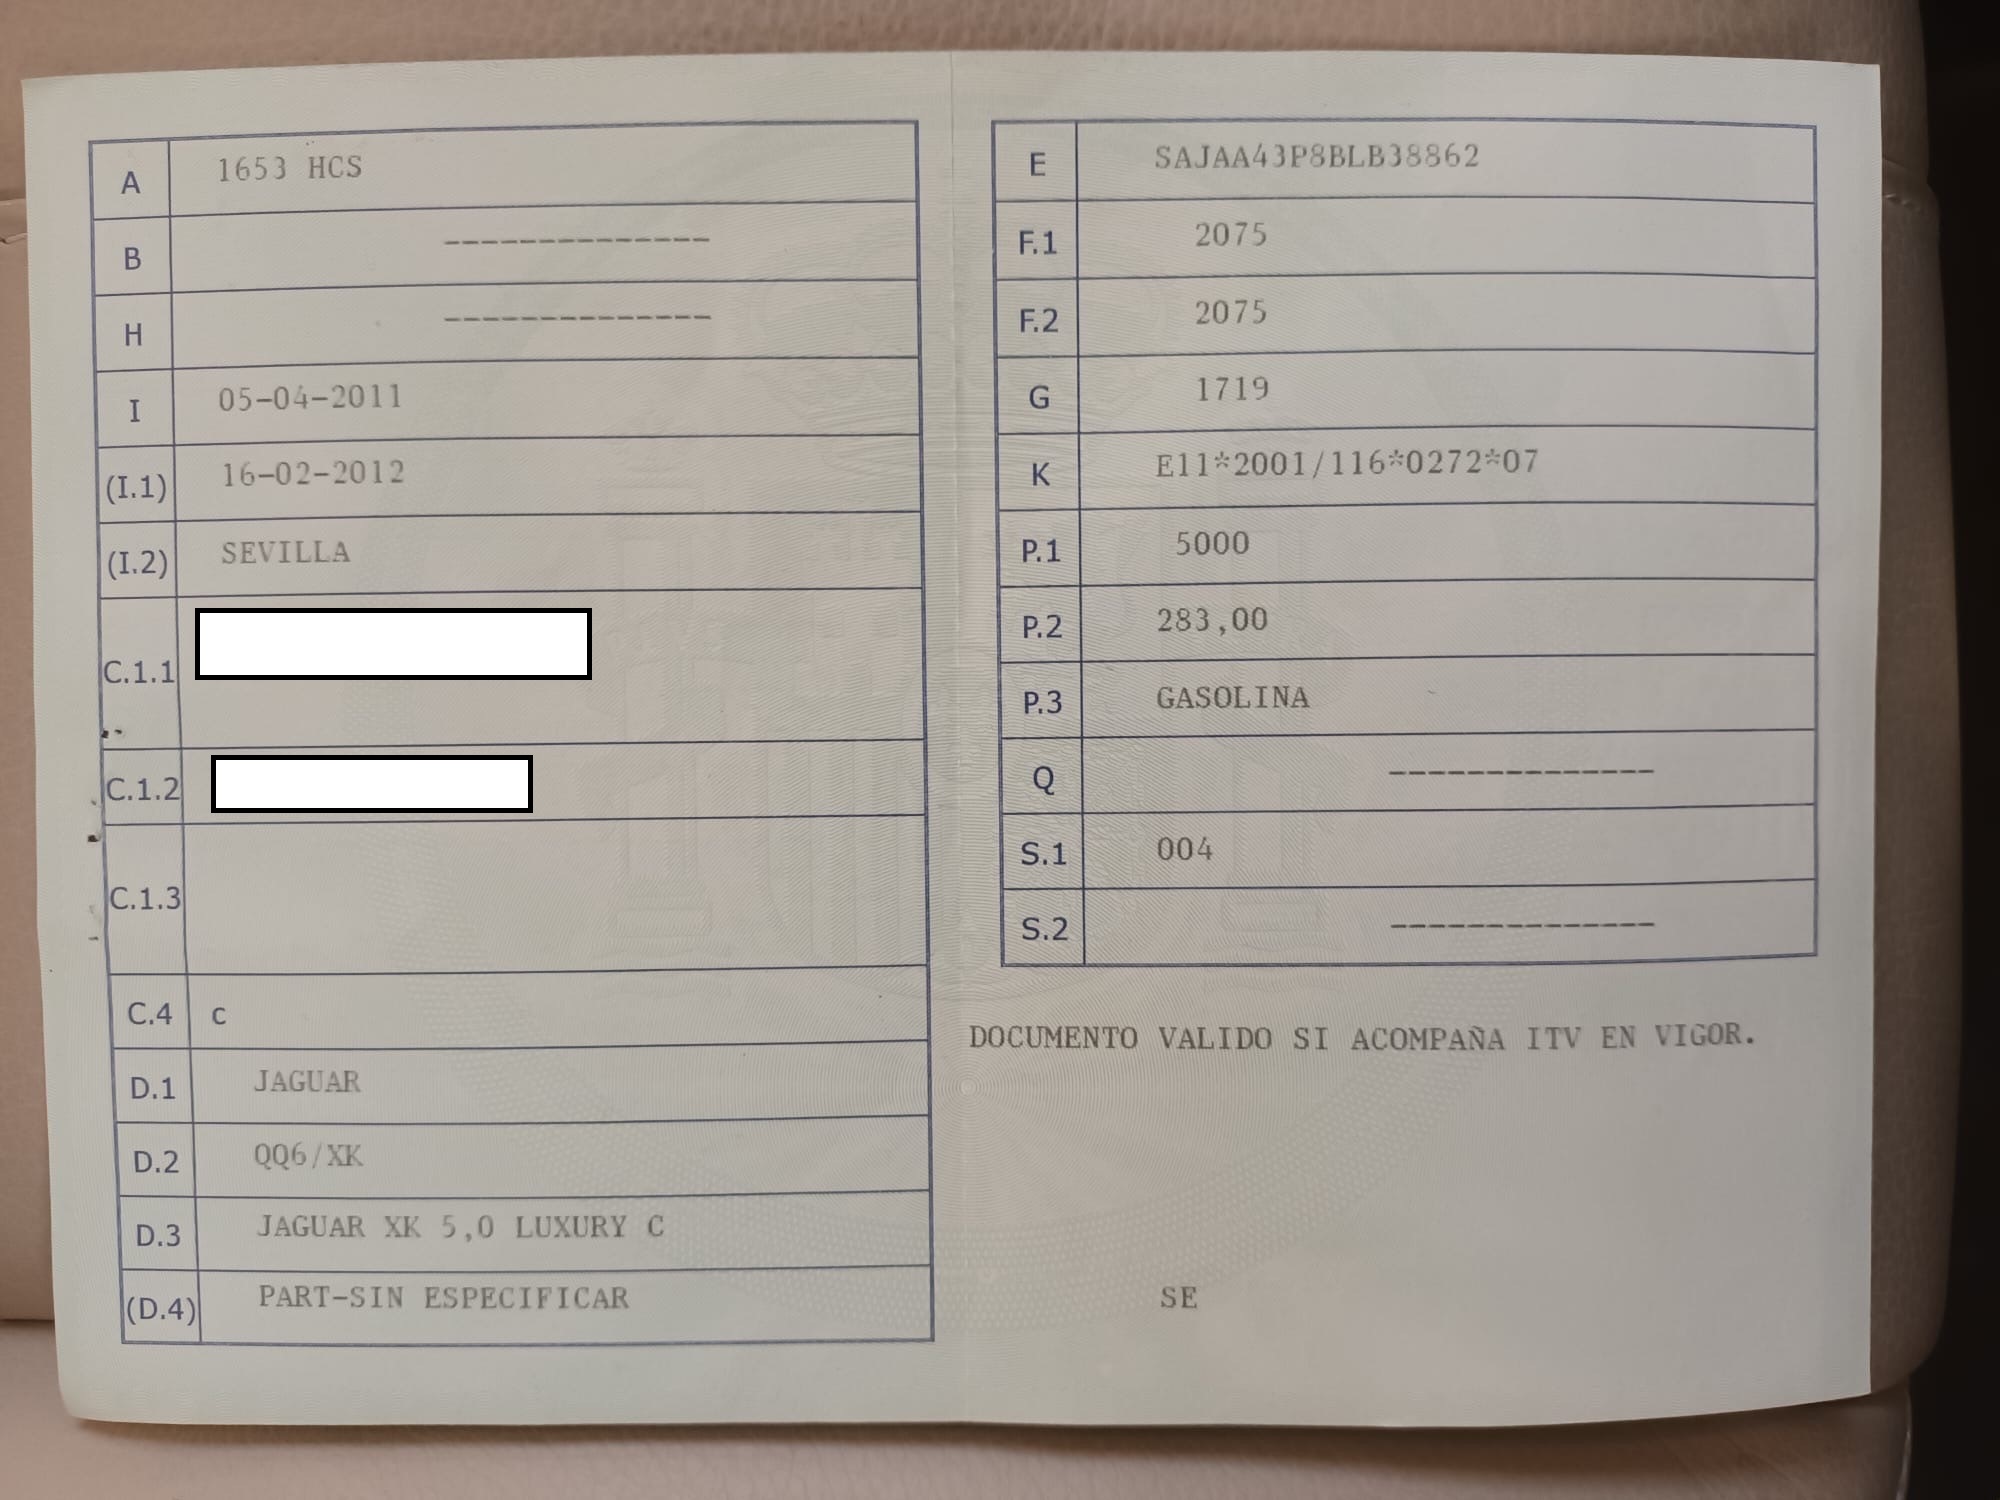 A 1653 HCS
B --------------
H --------------
I 05-04-2011
(I.1) 16-02-2012
(I.2) SEVILLA
C.1.1
C.1.2
C.1.3
C.4 c
D.1 JAGUAR
D.2 QQ6/XK
D.3 JAGUAR XK 5,0 LUXURY C
(D.4) PART-SIN ESPECIFICAR
E SAJAA43P8BLB38862
F.1 2075
F.2 2075
G 1719
K E11*2001/116*0272*07
P.1 5000
P.2 283,00
P.3 GASOLINA
Q --------------
S.1 004
S.2 --------------
DOCUMENTO VALIDO SI ACOMPAÑA ITV EN VIGOR.
SE